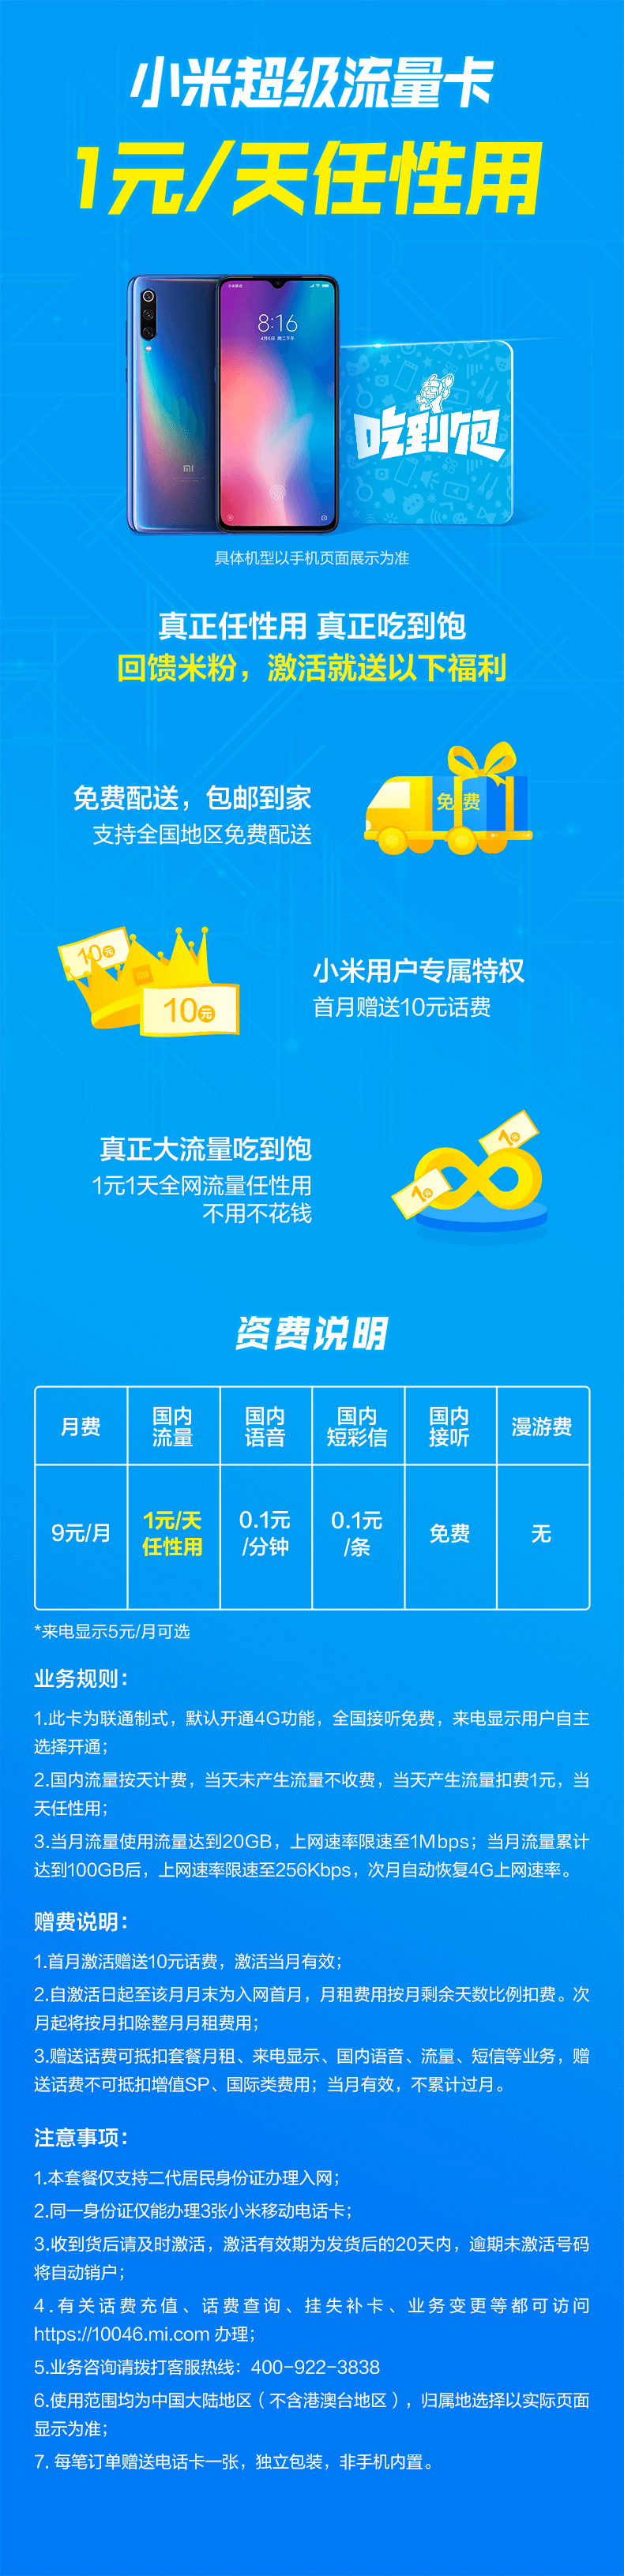 小米超级流量卡
1元/天任性用
小米移动
8:16
4月6日 周二下午
吃到饱
具体机型以手机页面展示为准
真正任性用 真正吃到饱
回馈米粉，激活就送以下福利
免费配送，包邮到家
支持全国地区免费配送
免费
10元
10元
小米用户专属特权
首月赠送10元话费
真正大流量吃到饱
1元1天全网流量任性用
不用不花钱
1元
1元
资费说明
月费 国内流量 国内语音 国内短彩信 国内接听 漫游费
9元/月 1元/天任性用 0.1元/分钟 0.1元/条 免费 无
*来电显示5元/月可选
业务规则：
1.此卡为联通制式，默认开通4G功能，全国接听免费，来电显示用户自主
选择开通；
2.国内流量按天计费，当天未产生流量不收费，当天产生流量扣费1元，当
天任性用；
3.当月流量使用流量达到20GB，上网速率限速至1Mbps；当月流量累计
达到100GB后，上网速率限速至256Kbps，次月自动恢复4G上网速率。
赠费说明：
1.首月激活赠送10元话费，激活当月有效；
2.自激活日起至该月月末为入网首月，月租费用按月剩余天数比例扣费。次
月起将按月扣除整月月租费用；
3.赠送话费可抵扣套餐月租、来电显示、国内语音、流量、短信等业务，赠
送话费不可抵扣增值SP、国际类费用；当月有效，不累计过月。
注意事项：
1.本套餐仅支持二代居民身份证办理入网；
2.同一身份证仅能办理3张小米移动电话卡；
3.收到货后请及时激活，激活有效期为发货后的20天内，逾期未激活号码
将自动销户；
4.有关话费充值、话费查询、挂失补卡、业务变更等都可访问
https://10046.mi.com 办理；
5.业务咨询请拨打客服热线：400-922-3838
6.使用范围均为中国大陆地区（不含港澳台地区），归属地选择以实际页面
显示为准；
7. 每笔订单赠送电话卡一张，独立包装，非手机内置。